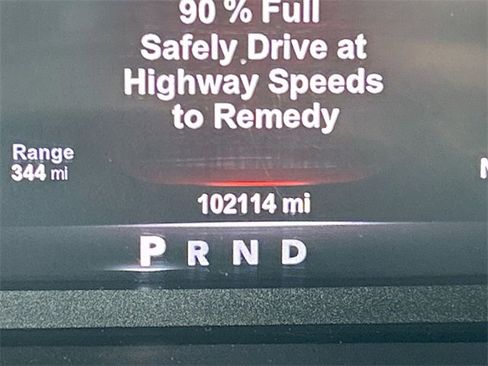 90 % Full
Safely Drive at
Highway Speeds
to Remedy
Range
344 mi
102114 mi
P R N D